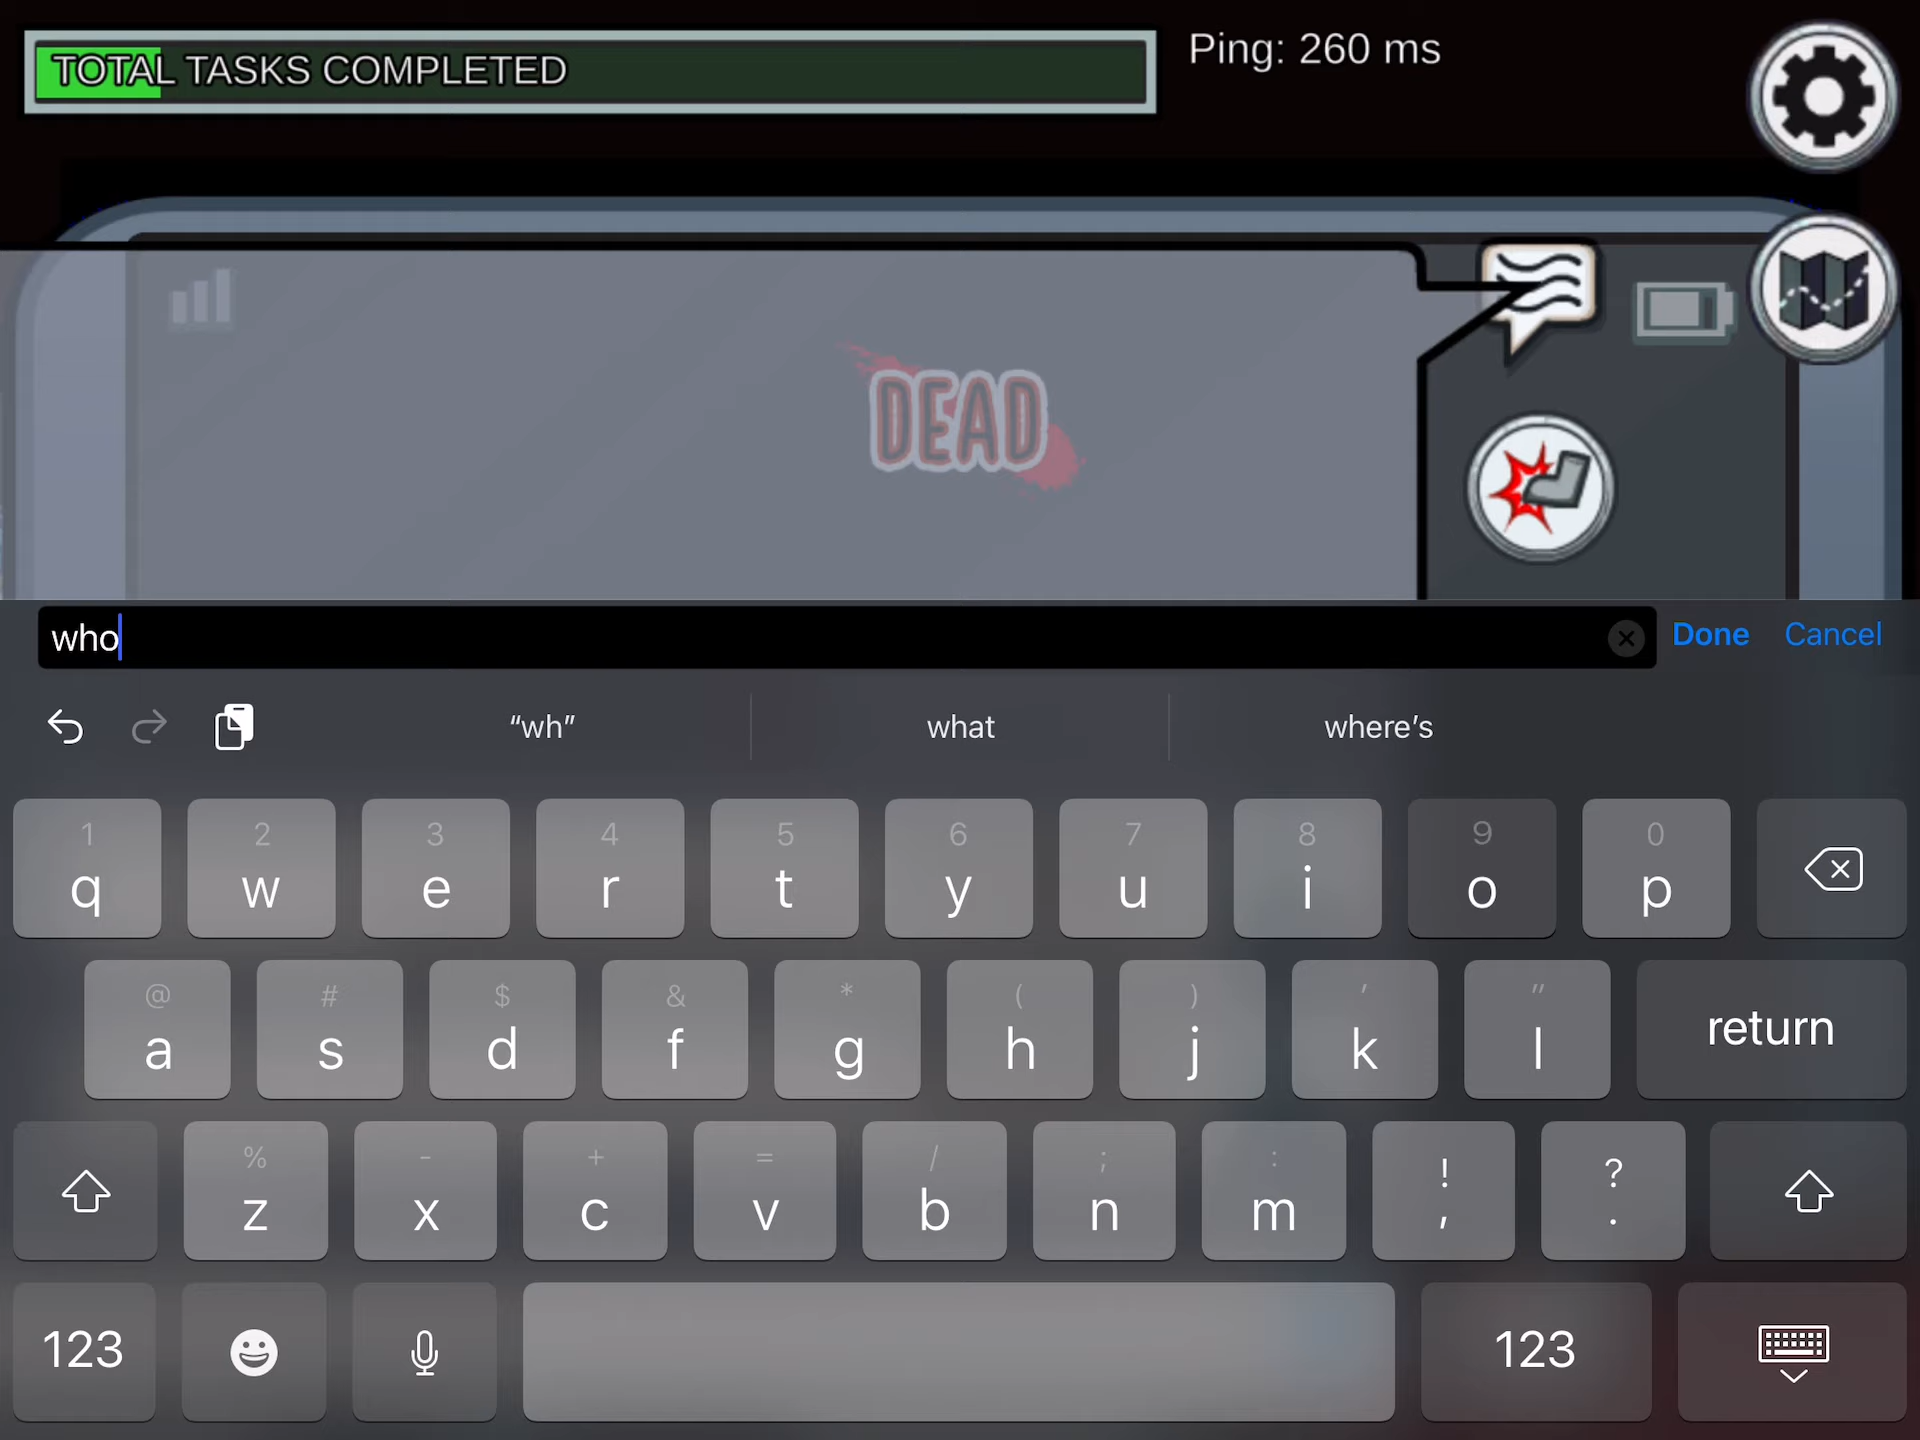 TOTAL TASKS COMPLETED
Ping: 260 ms
DEAD
who
Done
Cancel
“wh”
what
where’s
1 2 3 4 5 6 7 8 9 0
q w e r t y u i o p
@ # $ & * ( ) ' "
a s d f g h j k l return
% - + = / ; : ! ?
z x c v b n m , .
123
123